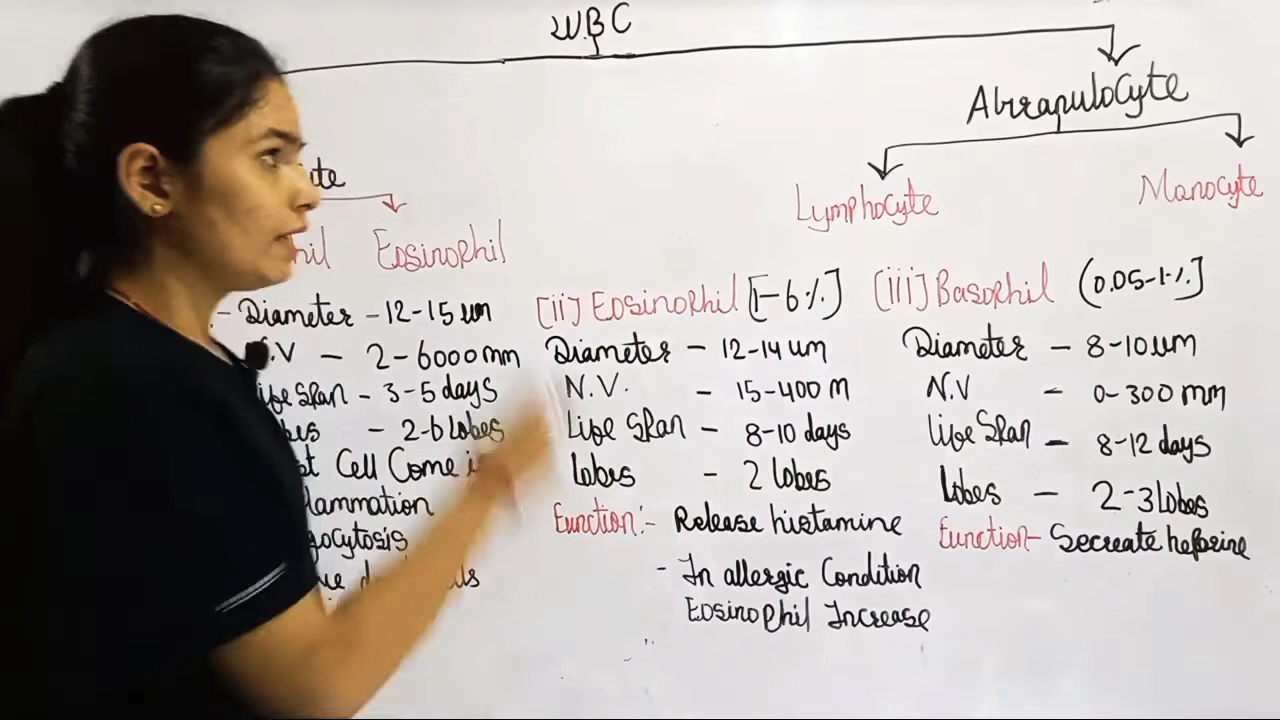 W.B.C
Agranulocyte
Lymphocyte
Monocyte
Eosinophil
- Diameter - 12-15 um
N.V - 2-6000 mm
Life Span - 3-5 days
- 2-6 lobes
Cell Come
[ii] Eosinophil [1-6%]
Diameter - 12-14 um
N.V. - 15-400 M
Life Span - 8-10 days
lobes - 2 lobes
Function:- Release histamine
- In allergic Condition
Eosinophil Increase
[iii] Basophil (0.05-1%]
Diameter - 8-10 um
N.V - 0-300 mm
Life Span - 8-12 days
lobes - 2-3 lobes
Function- Secreate heparine